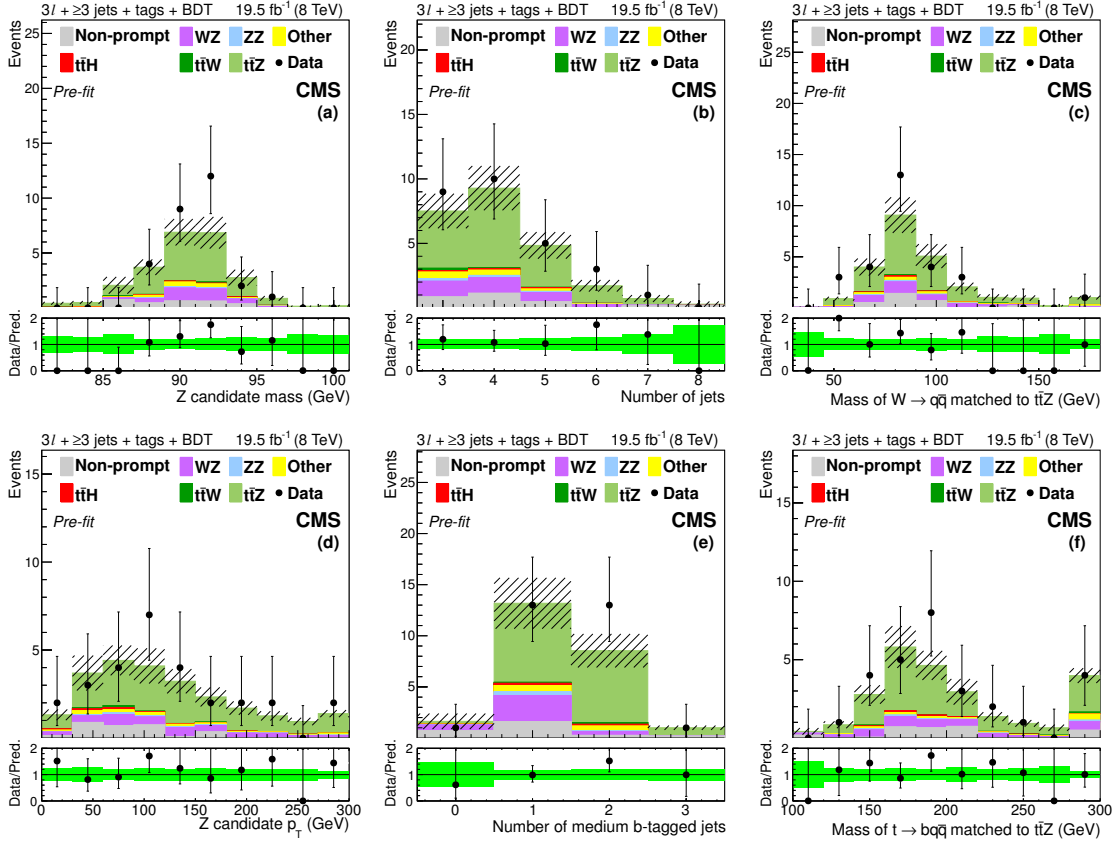 3l + ≥3 jets + tags + BDT 19.5 fb⁻¹ (8 TeV)
Events
Non-prompt WZ ZZ Other
tt̄H tt̄W tt̄Z Data
Pre-fit
CMS
(a)
25
20
15
10
5
Data/Pred.
2
1
0
85 90 95 100
Z candidate mass (GeV)
3l + ≥3 jets + tags + BDT 19.5 fb⁻¹ (8 TeV)
Events
Non-prompt WZ ZZ Other
tt̄H tt̄W tt̄Z Data
Pre-fit
CMS
(b)
20
15
10
5
Data/Pred.
2
1
0
3 4 5 6 7 8
Number of jets
3l + ≥3 jets + tags + BDT 19.5 fb⁻¹ (8 TeV)
Events
Non-prompt WZ ZZ Other
tt̄H tt̄W tt̄Z Data
Pre-fit
CMS
(c)
25
20
15
10
5
Data/Pred.
2
1
0
50 100 150
Mass of W → qq̄ matched to tt̄Z (GeV)
3l + ≥3 jets + tags + BDT 19.5 fb⁻¹ (8 TeV)
Events
Non-prompt WZ ZZ Other
tt̄H tt̄W tt̄Z Data
Pre-fit
CMS
(d)
15
10
5
Data/Pred.
2
1
0
0 50 100 150 200 250 300
Z candidate p_T (GeV)
3l + ≥3 jets + tags + BDT 19.5 fb⁻¹ (8 TeV)
Events
Non-prompt WZ ZZ Other
tt̄H tt̄W tt̄Z Data
Pre-fit
CMS
(e)
25
20
15
10
5
Data/Pred.
2
1
0
0 1 2 3
Number of medium b-tagged jets
3l + ≥3 jets + tags + BDT 19.5 fb⁻¹ (8 TeV)
Events
Non-prompt WZ ZZ Other
tt̄H tt̄W tt̄Z Data
Pre-fit
CMS
(f)
15
10
5
Data/Pred.
2
1
0
100 150 200 250 300
Mass of t → bqq̄ matched to tt̄Z (GeV)